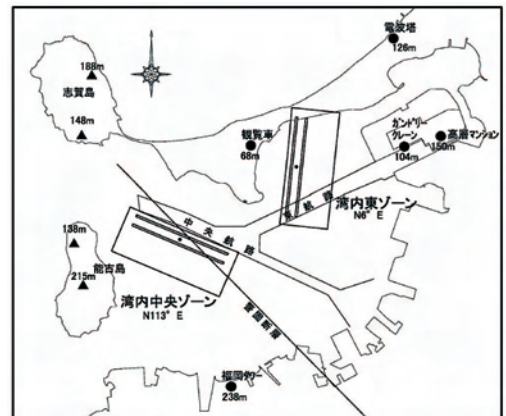 電波塔
126m
188m
志賀島
148m
観覧車
68m
ガントリー
クレーン
104m
高層マンション
150m
東航路
湾内東ゾーン
N6°E
中央航路
138m
能古島
215m
湾内中央ゾーン
N113°E
警固断層
福岡タワー
238m